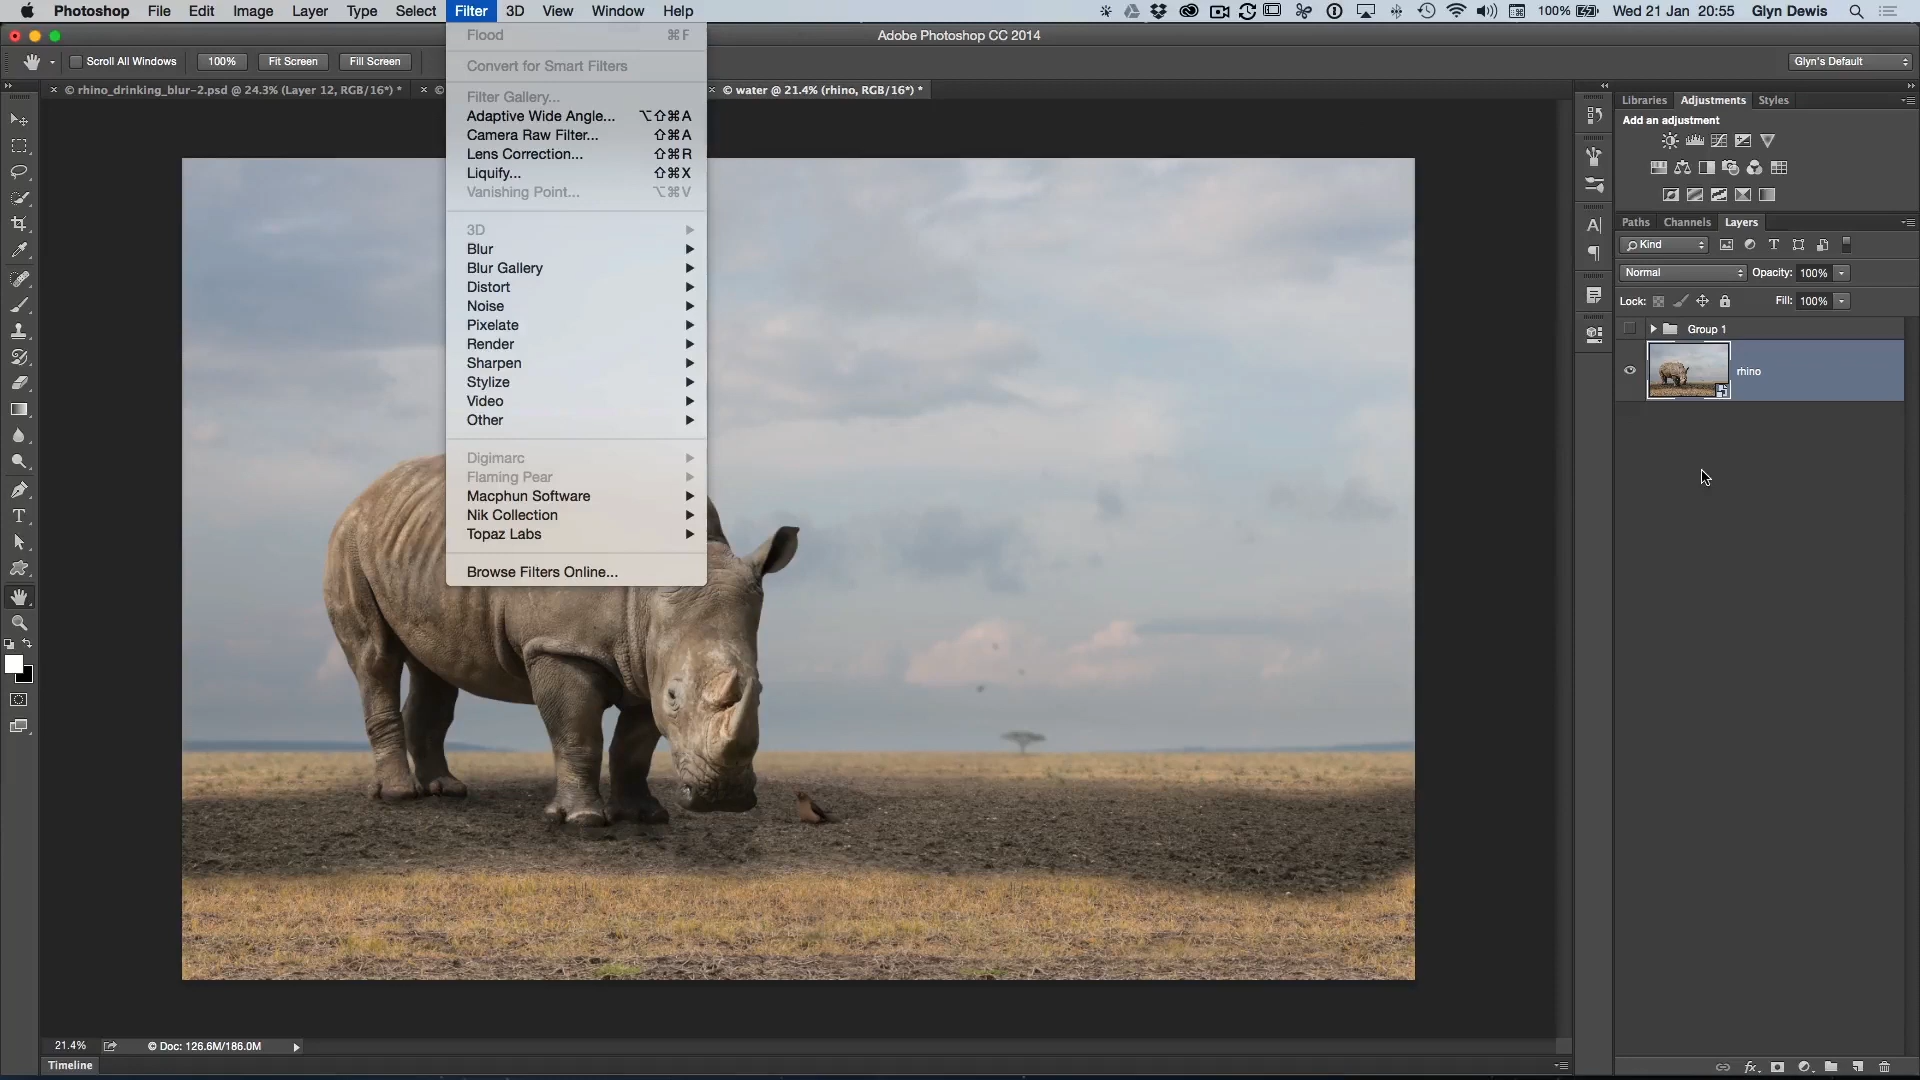 Photoshop File Edit Image Layer Type Select Filter 3D View Window Help 100% Wed 21 Jan 20:55 Glyn Dewis
Adobe Photoshop CC 2014
Scroll All Windows 100% Fit Screen Fill Screen Glyn's Default
© rhino_drinking_blur-2.psd @ 24.3% (Layer 12, RGB/16*) * © © water @ 21.4% (rhino, RGB/16*) *
Flood ⌘F
Convert for Smart Filters
Filter Gallery...
Adaptive Wide Angle... ⌥⇧⌘A
Camera Raw Filter... ⇧⌘A
Lens Correction... ⇧⌘R
Liquify... ⇧⌘X
Vanishing Point... ⌥⌘V
3D
Blur
Blur Gallery
Distort
Noise
Pixelate
Render
Sharpen
Stylize
Video
Other
Digimarc
Flaming Pear
Macphun Software
Nik Collection
Topaz Labs
Browse Filters Online...
Libraries Adjustments Styles
Add an adjustment
Paths Channels Layers
Kind
Normal Opacity: 100%
Lock: Fill: 100%
Group 1
rhino
21.4% © Doc: 126.6M/186.0M
Timeline